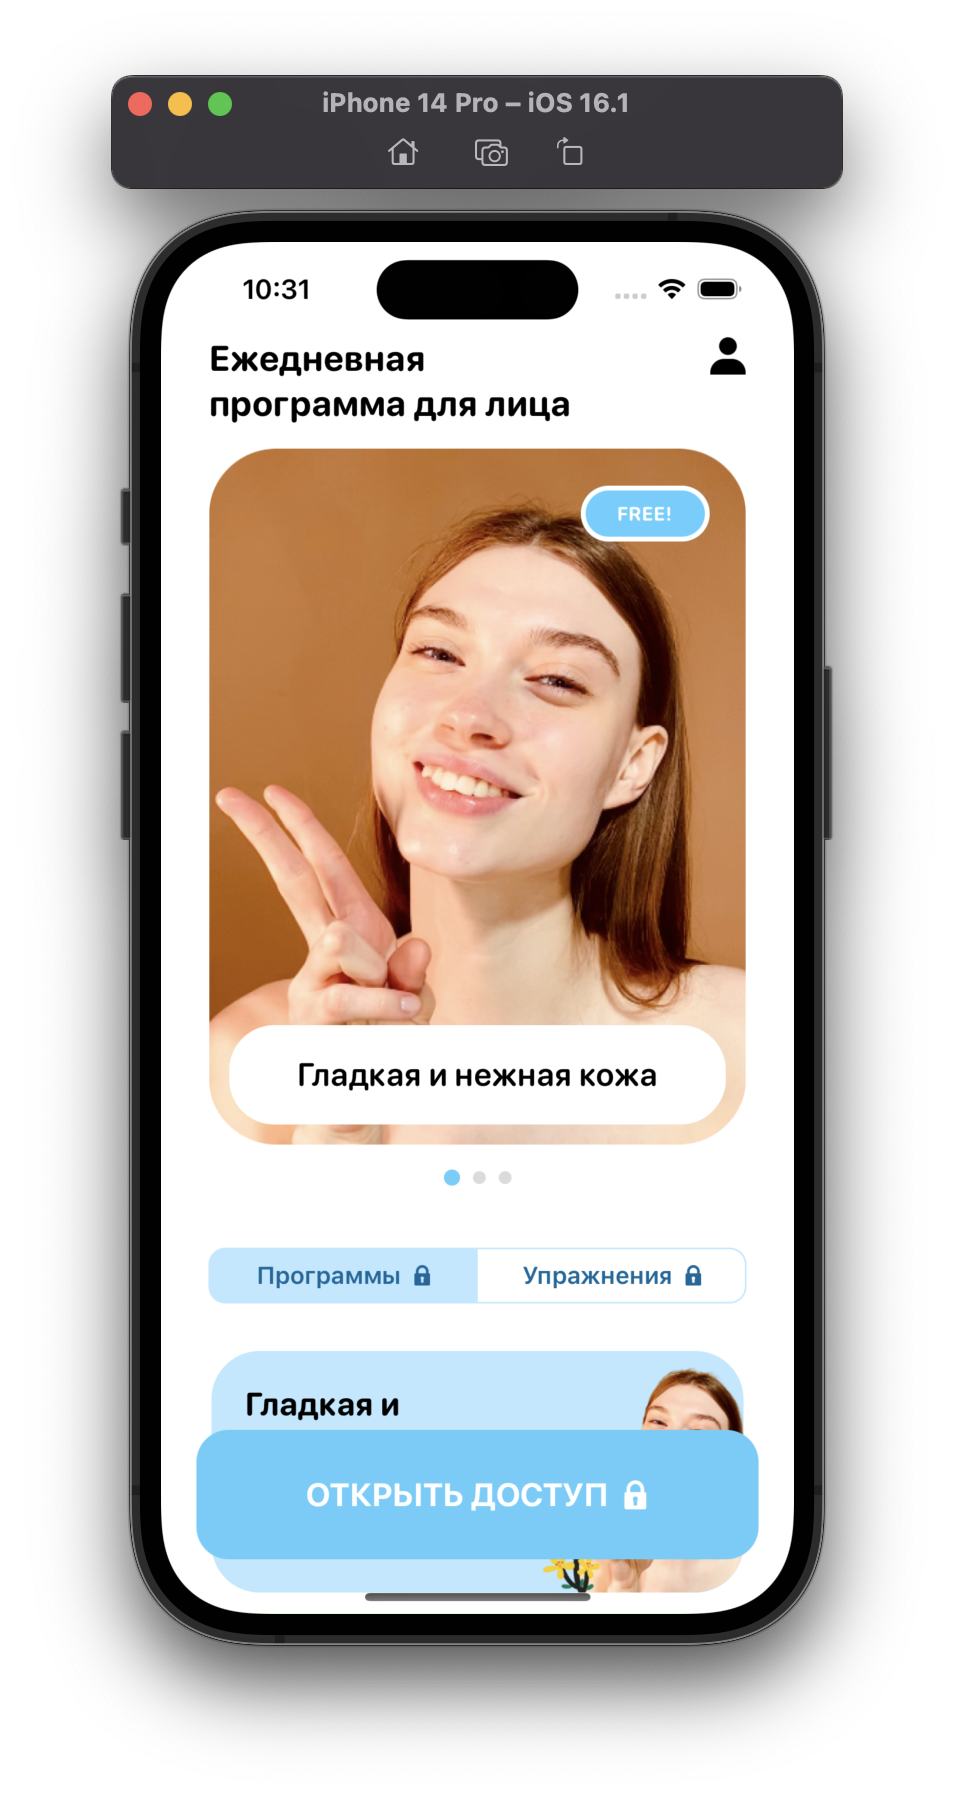 iPhone 14 Pro – iOS 16.1
10:31
Ежедневная
программа для лица
FREE!
Гладкая и нежная кожа
Программы
Упражнения
Гладкая и
ОТКРЫТЬ ДОСТУП